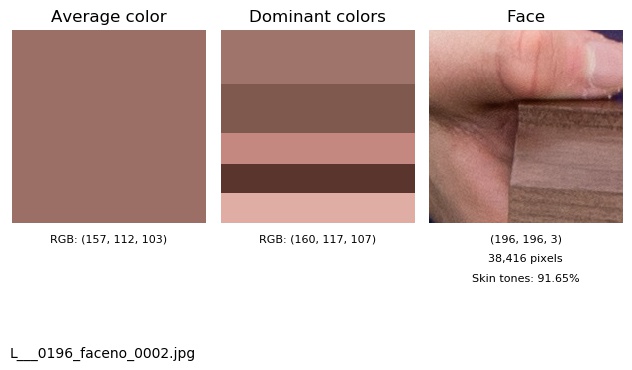 Average color
Dominant colors
Face
RGB: (157, 112, 103)
RGB: (160, 117, 107)
(196, 196, 3)
38,416 pixels
Skin tones: 91.65%
L___0196_faceno_0002.jpg